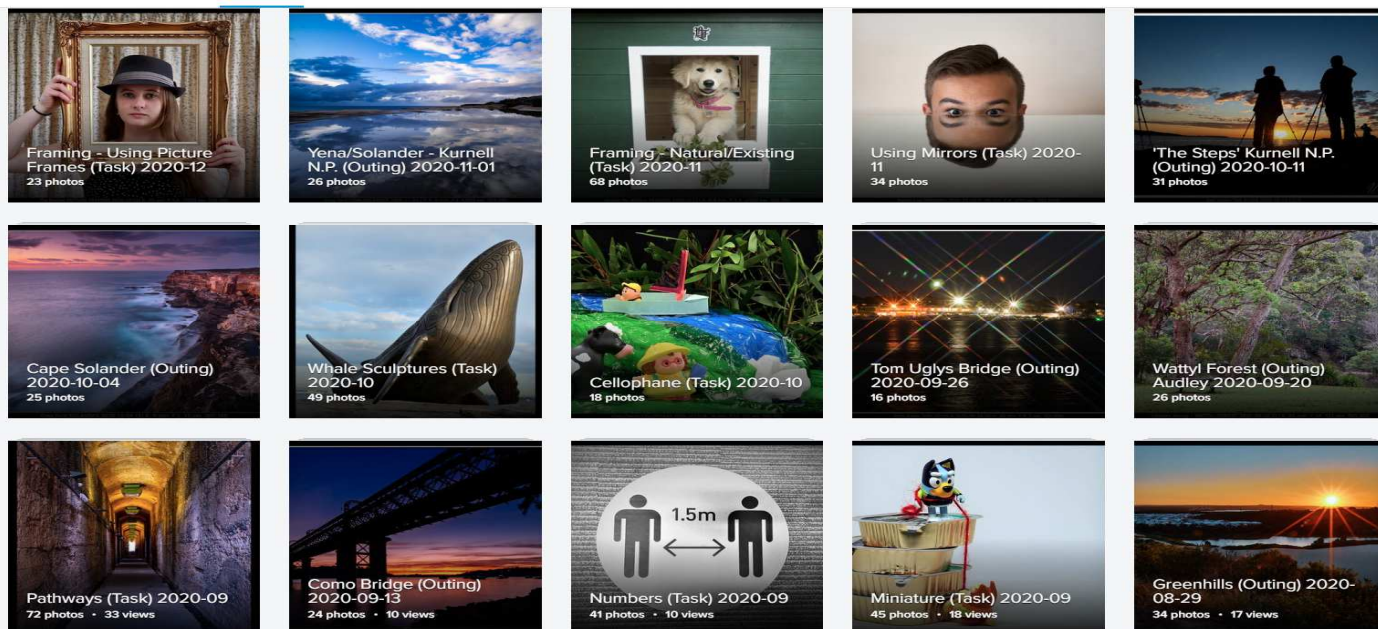 Framing - Using Picture
Frames (Task) 2020-12
23 photos
Yena/Solander - Kurnell
N.P. (Outing) 2020-11-01
26 photos
Framing - Natural/Existing
(Task) 2020-11
68 photos
Using Mirrors (Task) 2020-
11
34 photos
'The Steps' Kurnell N.P.
(Outing) 2020-10-11
31 photos
Cape Solander (Outing)
2020-10-04
25 photos
Whale Sculptures (Task)
2020-10
49 photos
Cellophane (Task) 2020-10
18 photos
Tom Uglys Bridge (Outing)
2020-09-26
16 photos
Wattyl Forest (Outing)
Audley 2020-09-20
26 photos
Pathways (Task) 2020-09
72 photos • 33 views
Como Bridge (Outing)
2020-09-13
24 photos • 10 views
1.5m
Numbers (Task) 2020-09
41 photos • 10 views
Miniature (Task) 2020-09
45 photos • 18 views
Greenhills (Outing) 2020-
08-29
34 photos • 17 views